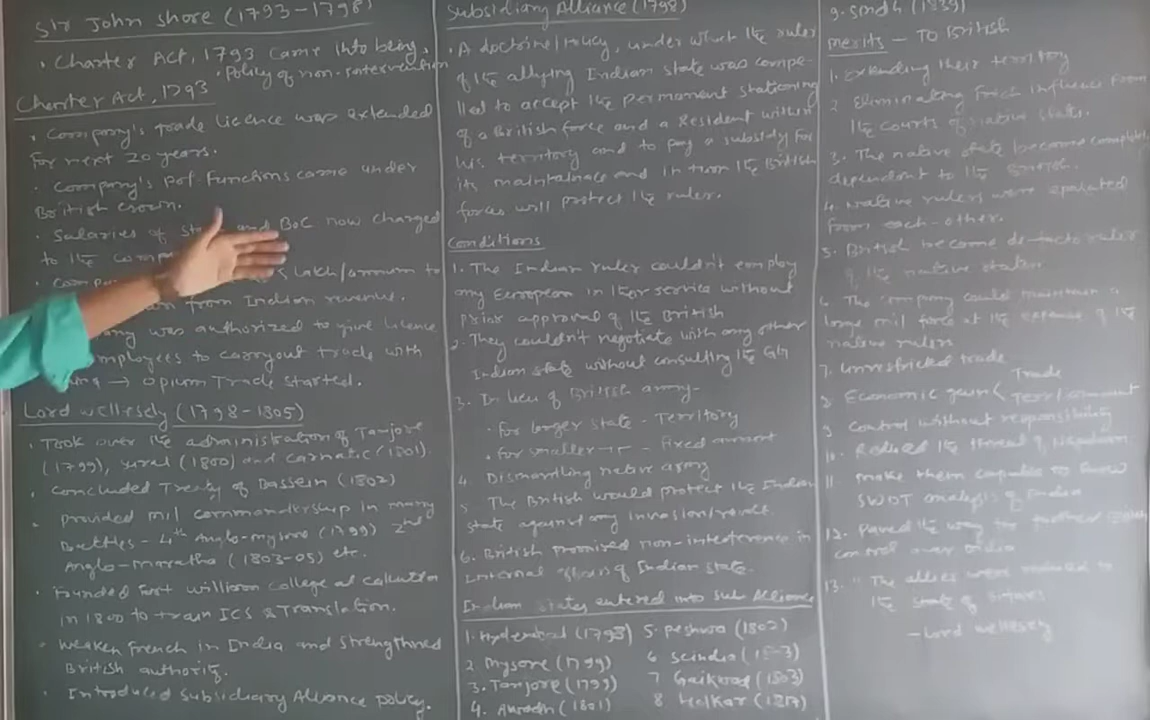 Sir John Shore (1793-1798)
· Charter Act, 1793 came into being.
· Policy of non-intervention
Charter Act, 1793
· Company's trade licence was extended
for next 20 years.
· Company's Pol. Functions came under
British Crown.
· Salaries of and BoC now charged
to the
lakh/annum to
from Indian revenue.
was authorized to give licence
employees to carryout trade with
→ Opium Trade started.
Lord Wellesely (1798-1805)
· Took over the administration of Tanjore
(1799), Surat (1800) and Carnatic (1801).
· Concluded Treaty of Bassein (1802)
· Provided mil commandership in many
Battles - 4th Anglo-Mysore (1799) 2nd
Anglo-Maratha (1803-05) etc.
· Founded Fort William College at Calcutta
in 1800 to train ICS & Translation.
· Weaken French in India and strengthened
British authority.
· Introduced Subsidiary Alliance policy.
Subsidiary Alliance (1798)
· A doctrine/Policy, under which the ruler
of the allying Indian state was compe-
lled to accept the permanent stationing
of a British force and a Resident within
his territory and to pay a subsidy for
its maintainace and in turn the British
forces will protect the ruler.
Conditions
1. The Indian ruler couldn't employ
any European in their service without
prior approval of the British
2. They couldn't negotiate with any other
Indian state without consulting the GG
3. In lieu of British army-
· For larger state - Territory
· For smaller - Fixed amount
4. Dismantling native army
5. The British would protect the Indian
state against any invasion/revolt
6. British promised non-interference in
internal affairs of Indian state.
Indian states entered into Sub Alliance
1. Hyderabad (1798) 5. Peshwa (1802)
2 Mysore (1799) 6 Scindia
3. Tanjore (1799) 7 Gaikwad (1803)
4. Awadh (1801) 8 Holkar
9. Sindh (1839)
Merits - To British
1. Extending their territory
2 Eliminating French influence from
the courts of native states.
3. The native state became completely
dependent to the British.
4. Native rulers were separated
from each-other.
5. British become de-facto ruler
of the native states
6 The company could maintain a
large mil force at the expense of the
native rulers
7. Unrestricted trade
8 Economic gain < Trade
9 Control without responsibility
10. Reduced the threat of Napoleon.
11. make them capable to know
SWOT analysis of India
12. Paved the way for further
control over India
13. " The allies were reduced to
the state of
- Lord Wellesely